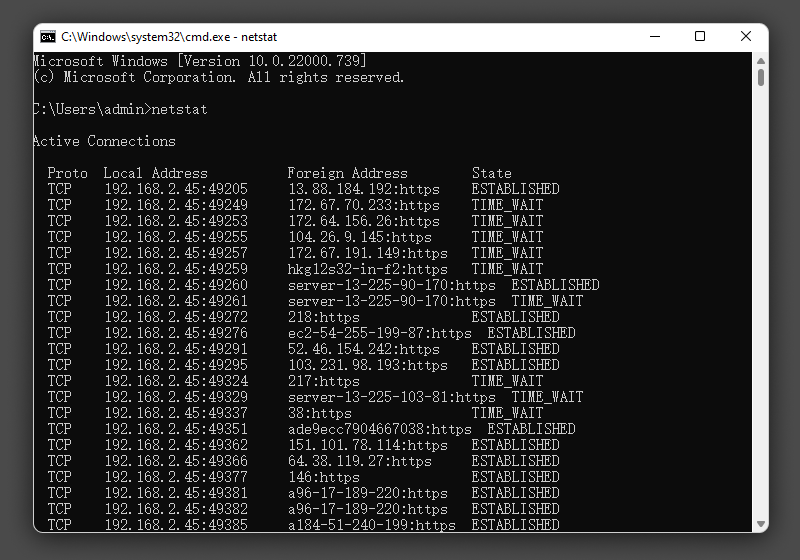 C:\Windows\system32\cmd.exe - netstat
Microsoft Windows [Version 10.0.22000.739]
(c) Microsoft Corporation. All rights reserved.
C:\Users\admin>netstat
Active Connections
Proto  Local Address          Foreign Address        State
TCP    192.168.2.45:49205     13.88.184.192:https    ESTABLISHED
TCP    192.168.2.45:49249     172.67.70.233:https    TIME_WAIT
TCP    192.168.2.45:49253     172.64.156.26:https    TIME_WAIT
TCP    192.168.2.45:49255     104.26.9.145:https     TIME_WAIT
TCP    192.168.2.45:49257     172.67.191.149:https   TIME_WAIT
TCP    192.168.2.45:49259     hkg12s32-in-f2:https   TIME_WAIT
TCP    192.168.2.45:49260     server-13-225-90-170:https  ESTABLISHED
TCP    192.168.2.45:49261     server-13-225-90-170:https  TIME_WAIT
TCP    192.168.2.45:49272     218:https              ESTABLISHED
TCP    192.168.2.45:49276     ec2-54-255-199-87:https  ESTABLISHED
TCP    192.168.2.45:49291     52.46.154.242:https    ESTABLISHED
TCP    192.168.2.45:49295     103.231.98.193:https   ESTABLISHED
TCP    192.168.2.45:49324     217:https              TIME_WAIT
TCP    192.168.2.45:49329     server-13-225-103-81:https  TIME_WAIT
TCP    192.168.2.45:49337     38:https               TIME_WAIT
TCP    192.168.2.45:49351     ade9ecc7904667038:https  ESTABLISHED
TCP    192.168.2.45:49362     151.101.78.114:https   ESTABLISHED
TCP    192.168.2.45:49366     64.38.119.27:https     ESTABLISHED
TCP    192.168.2.45:49377     146:https              ESTABLISHED
TCP    192.168.2.45:49381     a96-17-189-220:https   ESTABLISHED
TCP    192.168.2.45:49382     a96-17-189-220:https   ESTABLISHED
TCP    192.168.2.45:49385     a184-51-240-199:https  ESTABLISHED